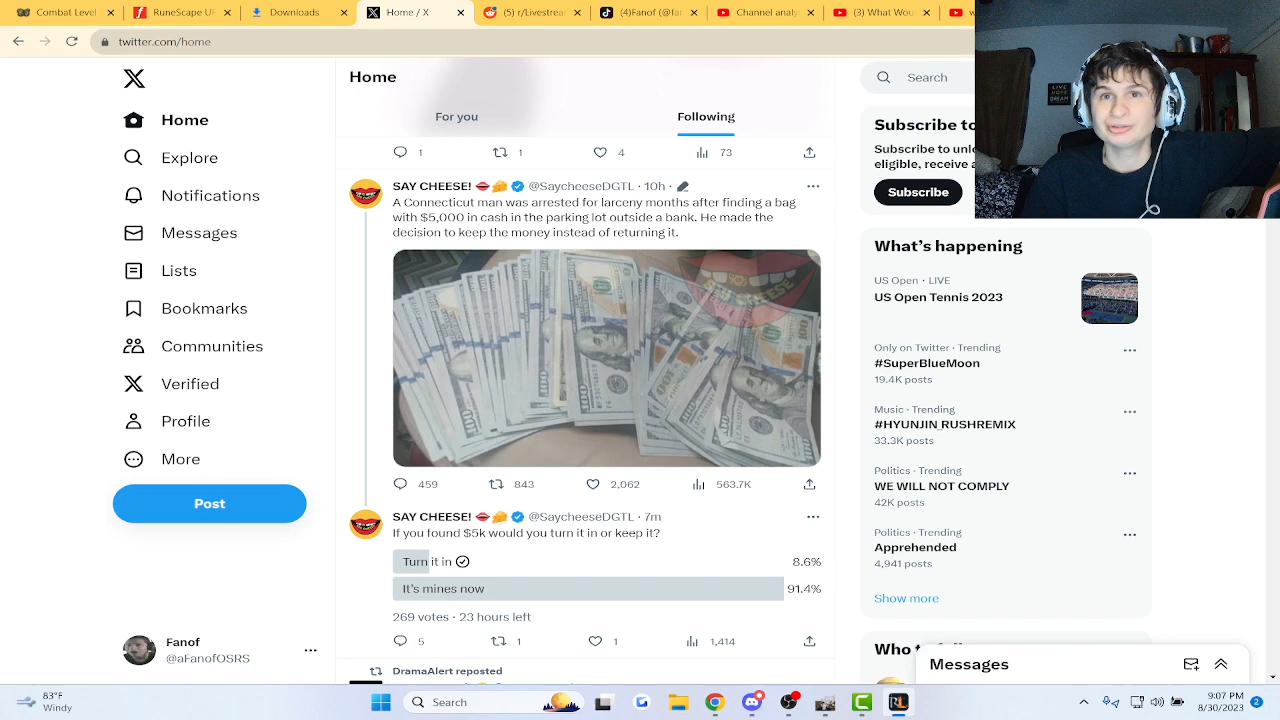 Combat Level
RuneScape UF
Downloads
Home / X
(5) r/Livestrea
(4)Fanof (@fa
Channel analy
(3) What Wou
twitter.com/home
LIVE
HOPE
DREAM
Home
Search
For you
Following
Home
Explore
Notifications
Messages
Lists
Bookmarks
Communities
Verified
Profile
More
Post
Fanof
@aFanofOSRS
1
1
4
73
SAY CHEESE! @SaycheeseDGTL · 10h ·
A Connecticut man was arrested for larceny months after finding a bag
with $5,000 in cash in the parking lot outside a bank. He made the
decision to keep the money instead of returning it.
459
843
2,062
563.7K
SAY CHEESE! @SaycheeseDGTL · 7m
If you found $5k would you turn it in or keep it?
Turn it in 8.6%
It's mines now 91.4%
269 votes · 23 hours left
5
1
1
1,414
DramaAlert reposted
Subscribe to
Subscribe to unlo
eligible, receive a
Subscribe
What's happening
US Open · LIVE
US Open Tennis 2023
Only on Twitter · Trending
#SuperBlueMoon
19.4K posts
Music · Trending
#HYUNJIN_RUSHREMIX
33.3K posts
Politics · Trending
WE WILL NOT COMPLY
42K posts
Politics · Trending
Apprehended
4,941 posts
Show more
Who t
Messages
83°F
Windy
Search
9:07 PM
8/30/2023
2